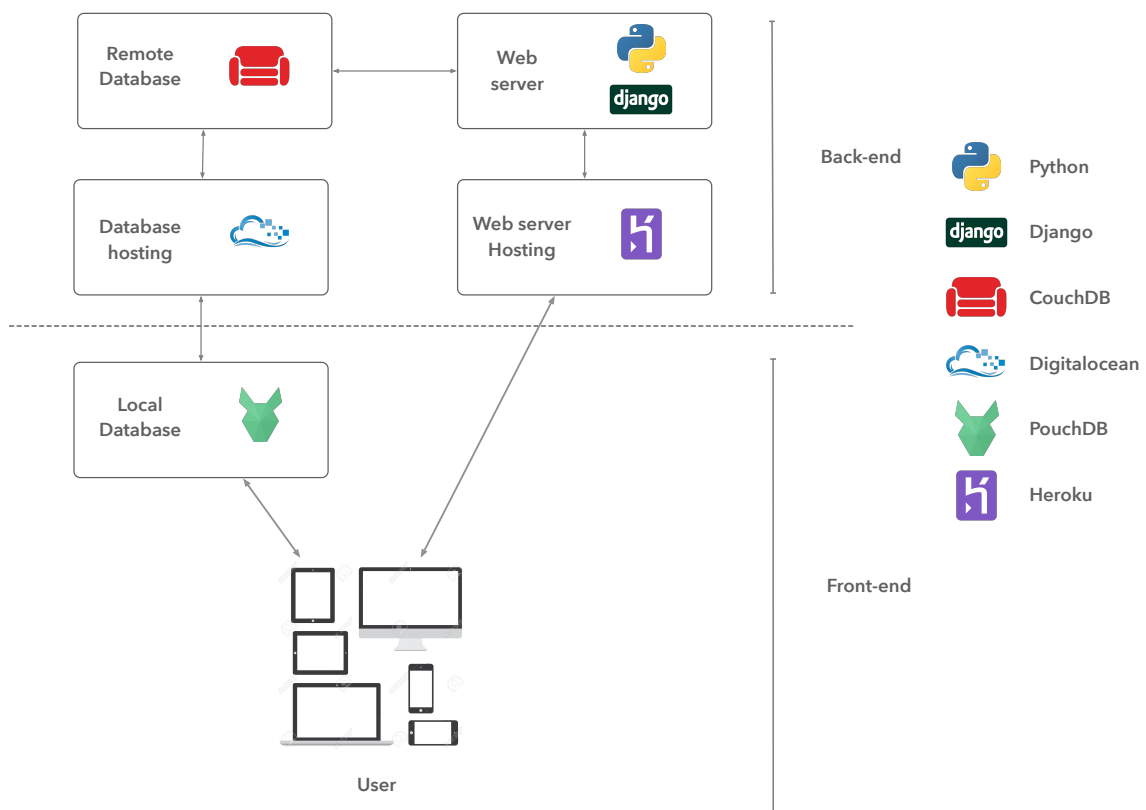 Remote
Database
Web
server
django
Back-end
Database
hosting
Web server
Hosting
Local
Database
Front-end
User
Python
django
Django
CouchDB
Digitalocean
PouchDB
Heroku